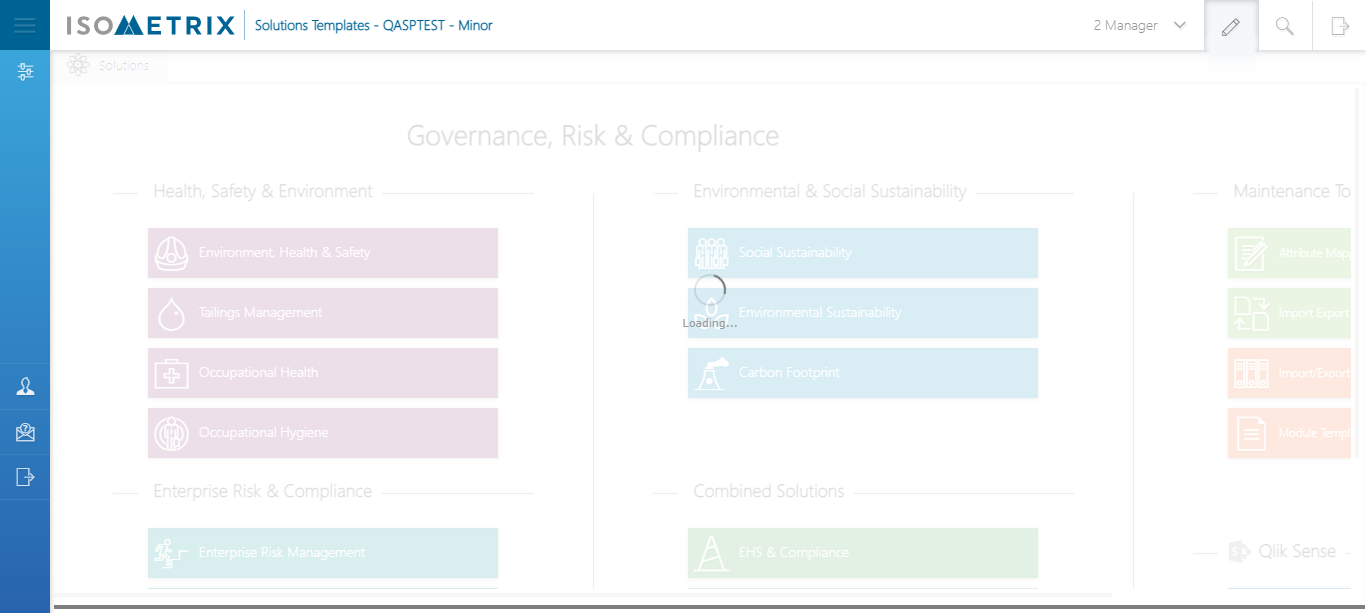 ISOMETRIX
Solutions Templates - QASPTEST - Minor
2 Manager
Solutions
Governance, Risk & Compliance
Health, Safety & Environment
Environment, Health & Safety
Tailings Management
Occupational Health
Occupational Hygiene
Enterprise Risk & Compliance
Enterprise Risk Management
Environmental & Social Sustainability
Social Sustainability
Loading...
Environmental Sustainability
Carbon Footprint
Combined Solutions
EHS & Compliance
Maintenance To
Attribute Mapp
Import Export
Import/Export
Module Templ
Qlik Sense